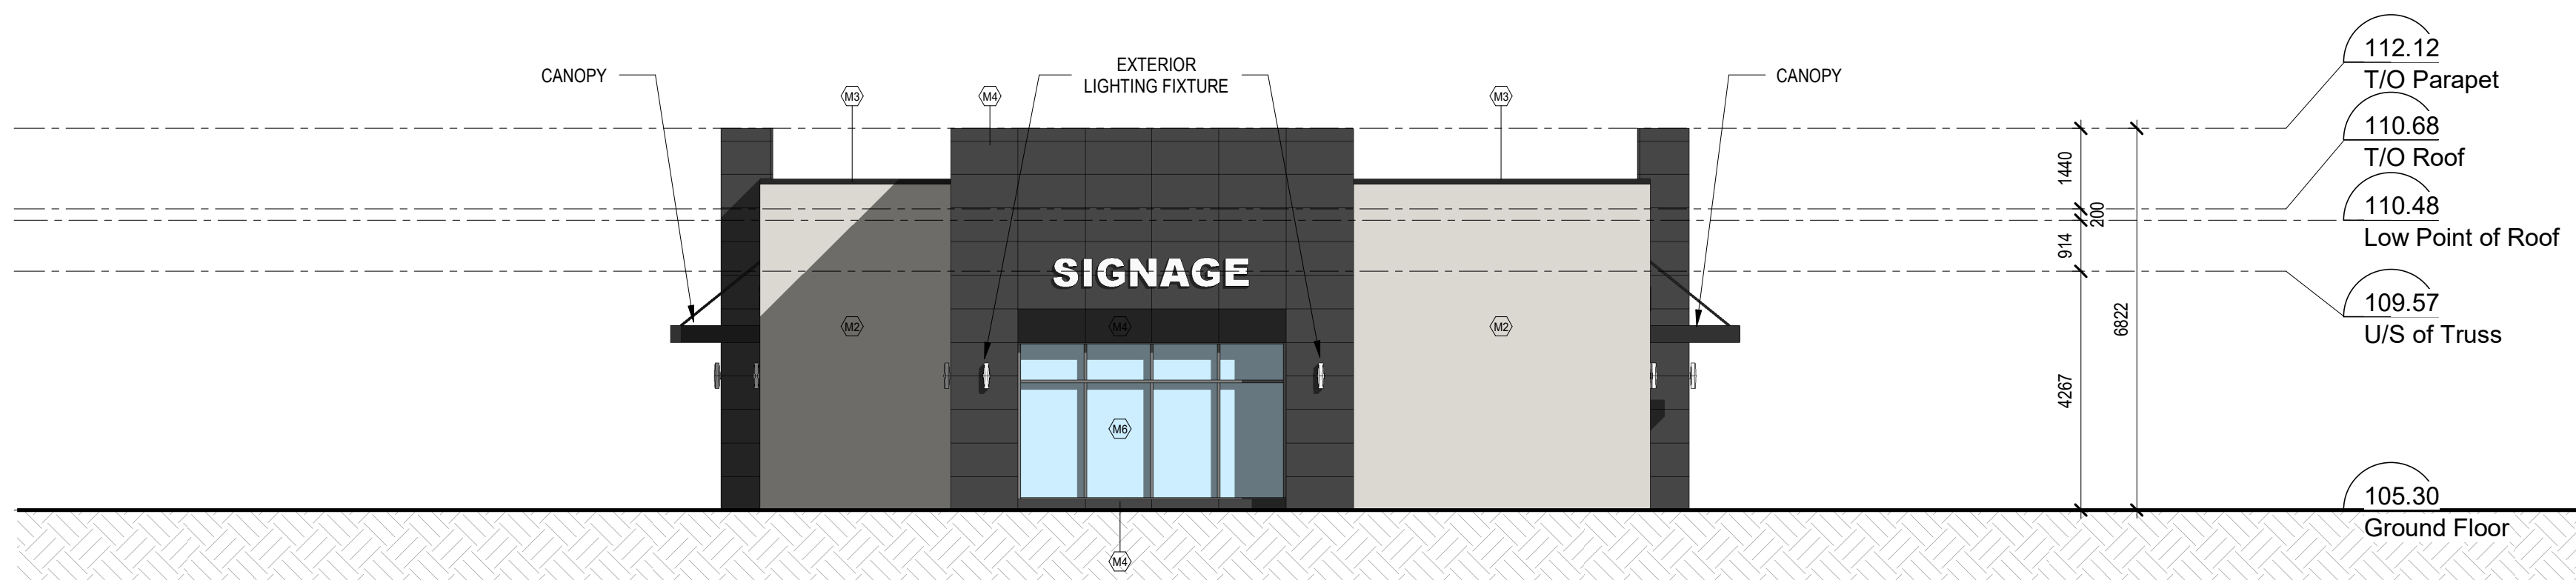 112.12
T/O Parapet
CANOPY
EXTERIOR
LIGHTING FIXTURE
CANOPY
M3
M4
M3
110.68
T/O Roof
1440
110.48
Low Point of Roof
200
914
SIGNAGE
109.57
U/S of Truss
6822
M2
M4
M2
4267
M6
105.30
Ground Floor
M4